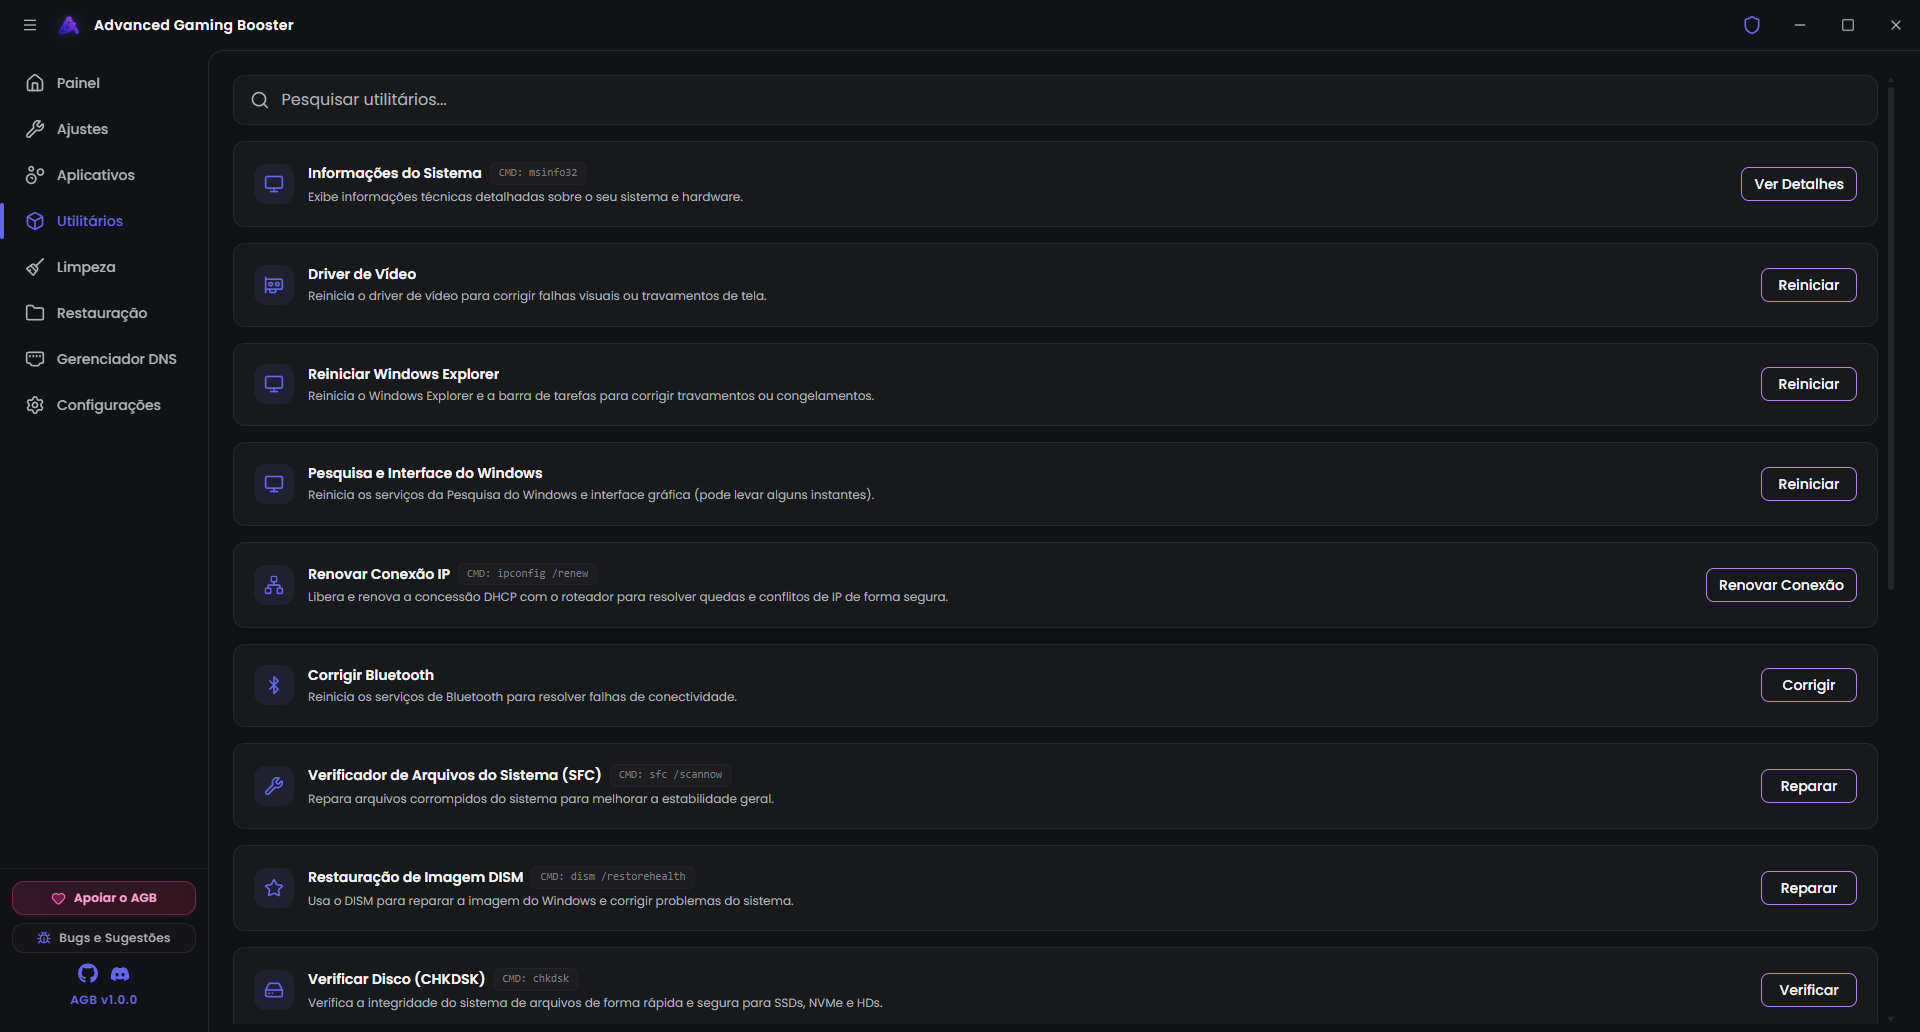 Advanced Gaming Booster
Painel
Ajustes
Aplicativos
Utilitários
Limpeza
Restauração
Gerenciador DNS
Configurações
Apoiar o AGB
Bugs e Sugestões
AGB v1.0.0
Pesquisar utilitários...
Informações do Sistema CMD: msinfo32
Exibe informações técnicas detalhadas sobre o seu sistema e hardware.
Ver Detalhes
Driver de Vídeo
Reinicia o driver de vídeo para corrigir falhas visuais ou travamentos de tela.
Reiniciar
Reiniciar Windows Explorer
Reinicia o Windows Explorer e a barra de tarefas para corrigir travamentos ou congelamentos.
Reiniciar
Pesquisa e Interface do Windows
Reinicia os serviços da Pesquisa do Windows e interface gráfica (pode levar alguns instantes).
Reiniciar
Renovar Conexão IP CMD: ipconfig /renew
Libera e renova a concessão DHCP com o roteador para resolver quedas e conflitos de IP de forma segura.
Renovar Conexão
Corrigir Bluetooth
Reinicia os serviços de Bluetooth para resolver falhas de conectividade.
Corrigir
Verificador de Arquivos do Sistema (SFC) CMD: sfc /scannow
Repara arquivos corrompidos do sistema para melhorar a estabilidade geral.
Reparar
Restauração de Imagem DISM CMD: dism /restorehealth
Usa o DISM para reparar a imagem do Windows e corrigir problemas do sistema.
Reparar
Verificar Disco (CHKDSK) CMD: chkdsk
Verifica a integridade do sistema de arquivos de forma rápida e segura para SSDs, NVMe e HDs.
Verificar